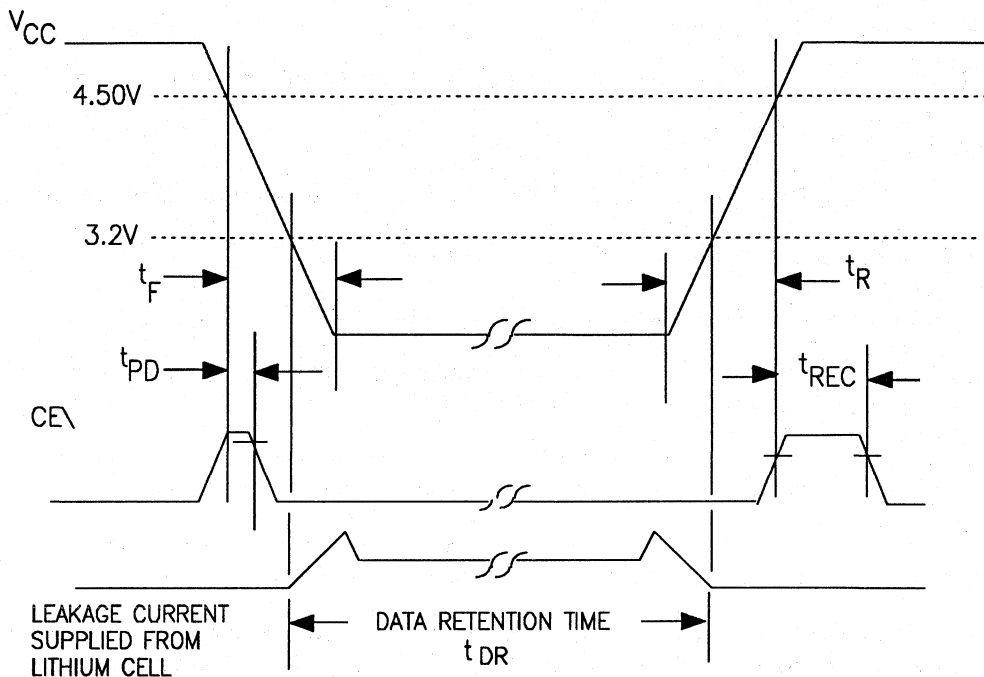 VCC
4.50V
3.2V
tF
tR
tPD
tREC
CE\
LEAKAGE CURRENT
SUPPLIED FROM
LITHIUM CELL
DATA RETENTION TIME
tDR